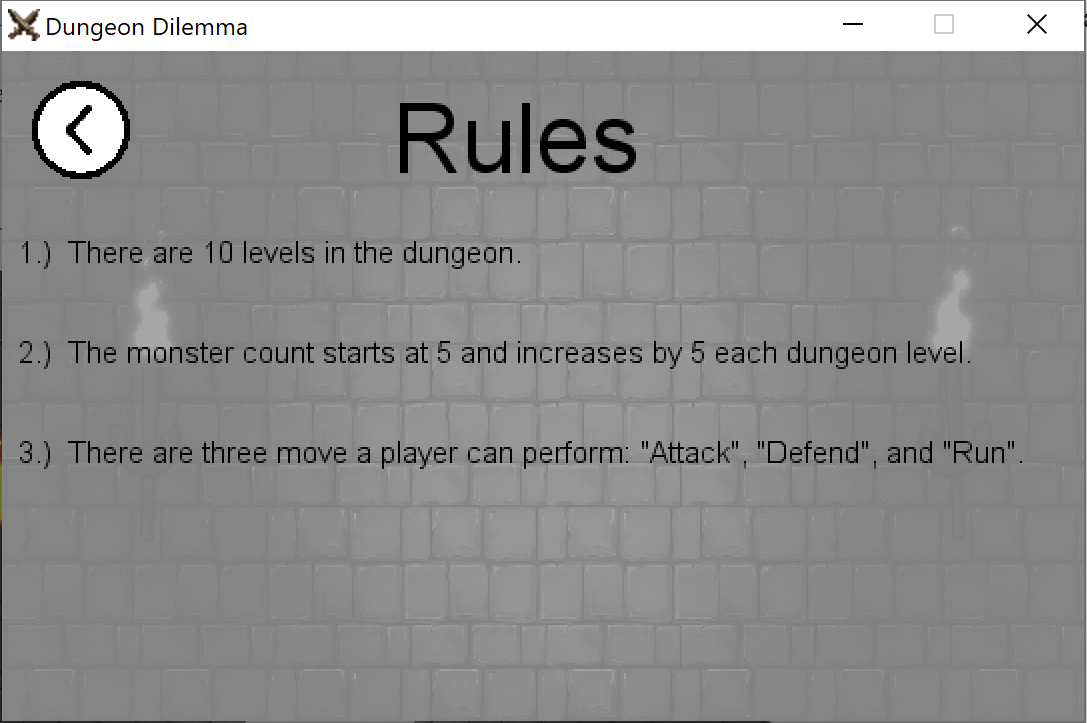 Dungeon Dilemma
Rules
1.) There are 10 levels in the dungeon.
2.) The monster count starts at 5 and increases by 5 each dungeon level.
3.) There are three move a player can perform: "Attack", "Defend", and "Run".